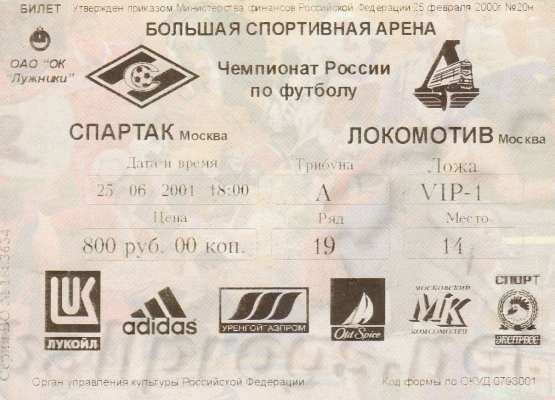 БИЛЕТ Утвержден приказом Министерства финансов Российской Федерации 25 февраля 2000г. №20н
БОЛЬШАЯ СПОРТИВНАЯ АРЕНА
ОАО "ОК "Лужники"
Чемпионат России
по футболу
СПАРТАК Москва ЛОКОМОТИВ Москва
Дата и время Трибуна Ложа
25 06 2001 18:00 А VIP-1
Цена Ряд Место
800 руб. 00 коп. 19 14
Серия
ЛУКОЙЛ
adidas
УРЕНГОЙГАЗПРОМ
Old Spice
МОСКОВСКИЙ
МК
КОМСОМОЛЕЦ
СПОРТ
ЭКСПРЕСС
Орган управления культуры Российской Федерации Код формы по ОКУД 0793001